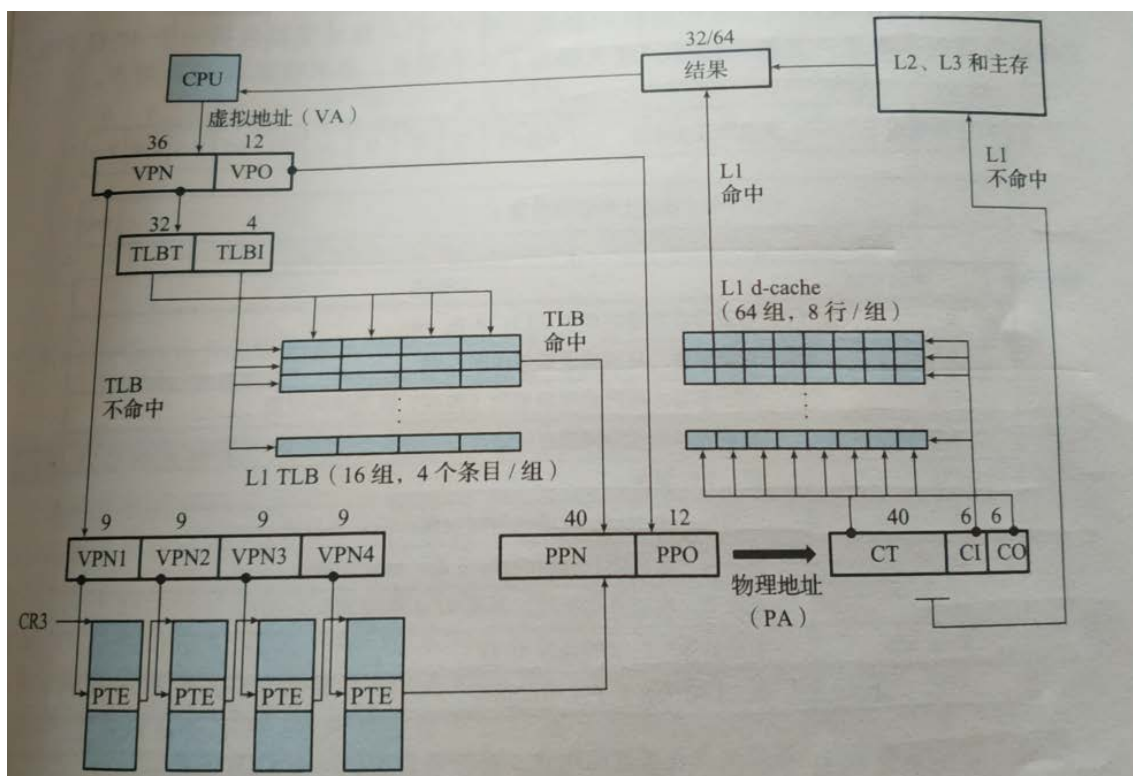 32/64
结果
L2、L3 和主存
CPU
虚拟地址（VA）
36 12
VPN VPO
L1
命中
L1
不命中
32 4
TLBT TLBI
L1 d-cache
（64 组，8 行/组）
TLB
命中
TLB
不命中
L1 TLB（16 组，4 个条目/组）
9 9 9 9
VPN1 VPN2 VPN3 VPN4
40 12
PPN PPO
物理地址
（PA）
40 6 6
CT CI CO
CR3
PTE PTE PTE PTE